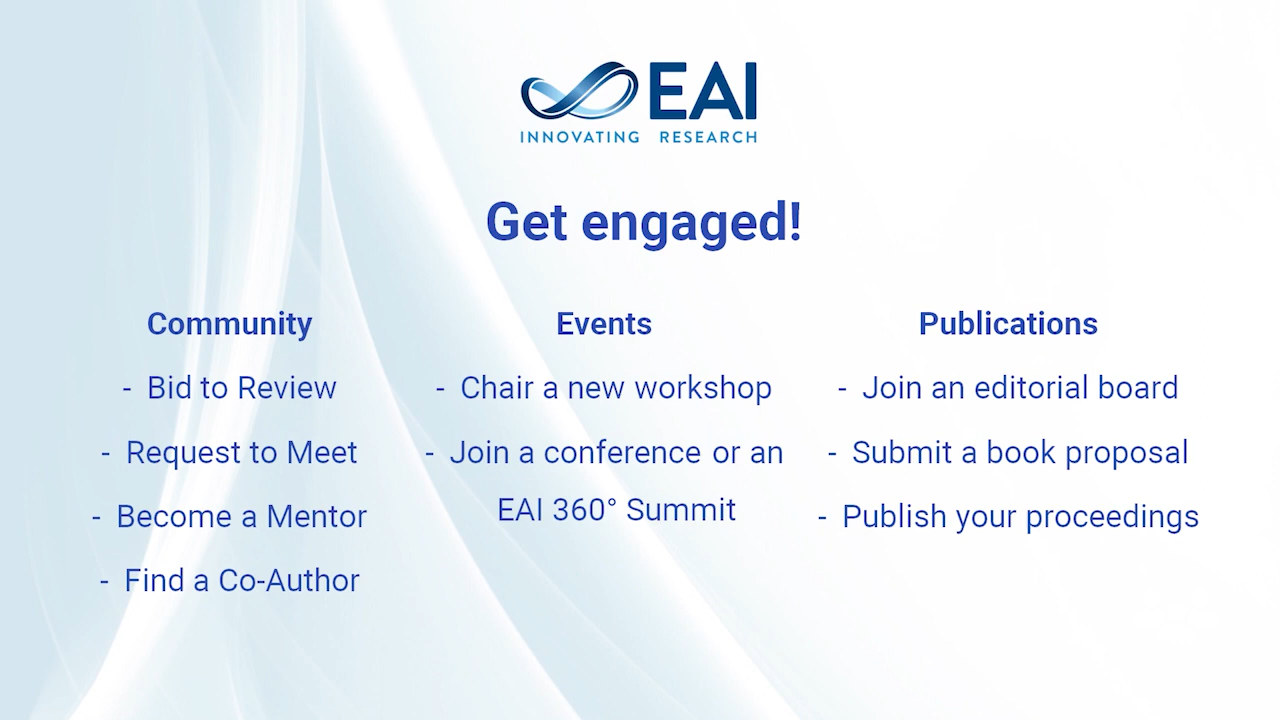 EAI
INNOVATING RESEARCH
Get engaged!
Community
- Bid to Review
- Request to Meet
- Become a Mentor
- Find a Co-Author
Events
- Chair a new workshop
- Join a conference or an
EAI 360° Summit
Publications
- Join an editorial board
- Submit a book proposal
- Publish your proceedings